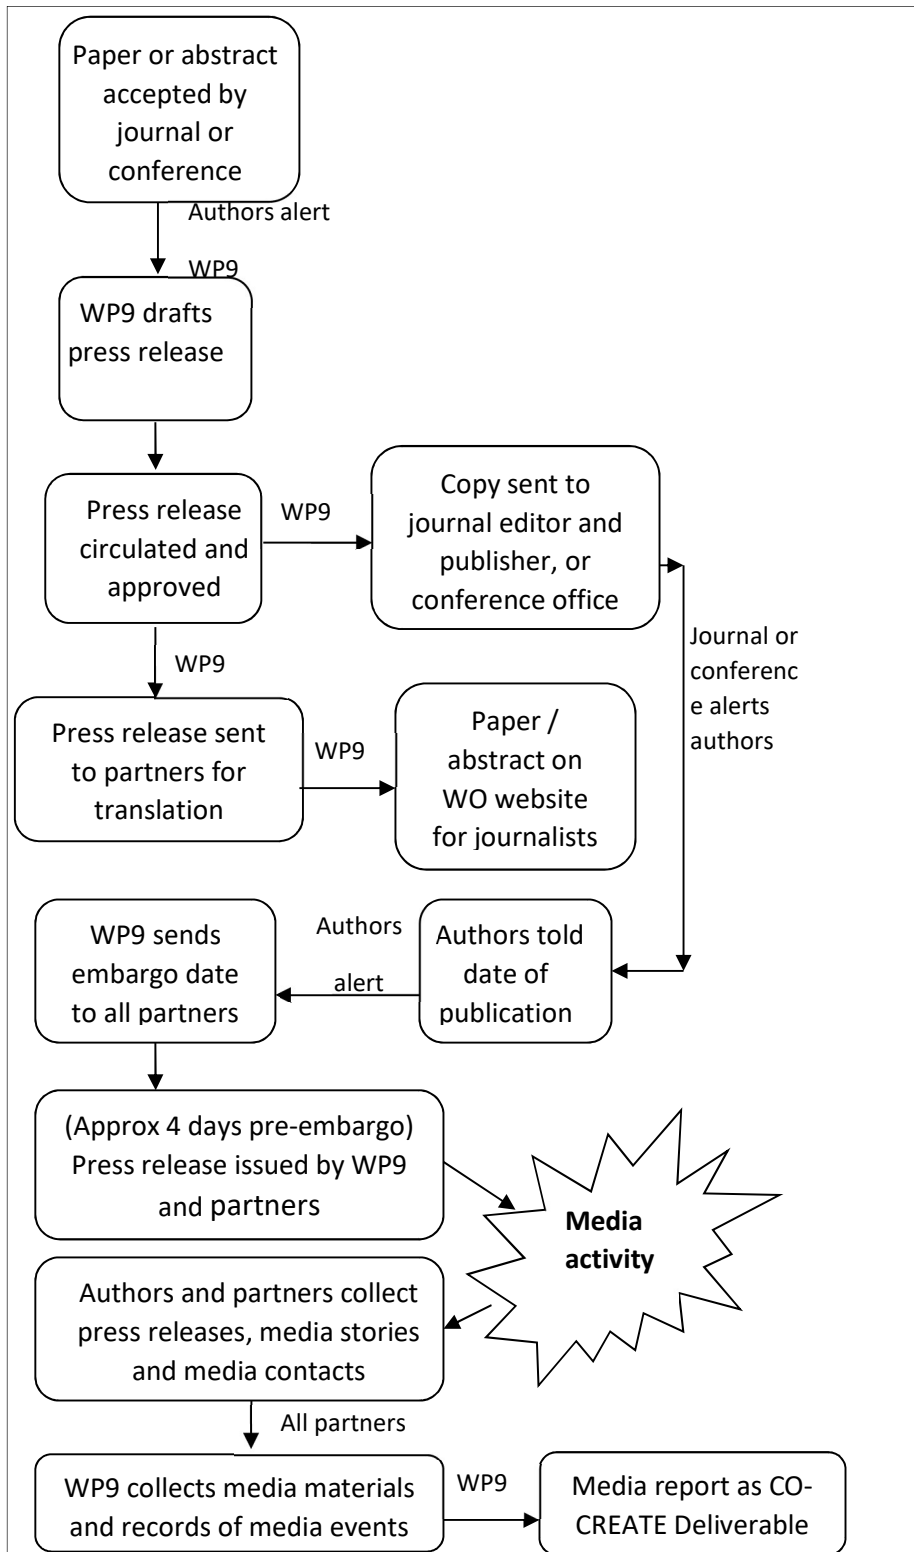 Paper or abstract
accepted by
journal or
conference
Authors alert
WP9
WP9 drafts
press release
Press release
circulated and
approved
WP9
Copy sent to
journal editor and
publisher, or
conference office
Journal or
conferenc
e alerts
authors
WP9
Press release sent
to partners for
translation
WP9
Paper /
abstract on
WO website
for journalists
WP9 sends
embargo date
to all partners
Authors
alert
Authors told
date of
publication
(Approx 4 days pre-embargo)
Press release issued by WP9
and partners
Media
activity
Authors and partners collect
press releases, media stories
and media contacts
All partners
WP9 collects media materials
and records of media events
WP9
Media report as CO-
CREATE Deliverable